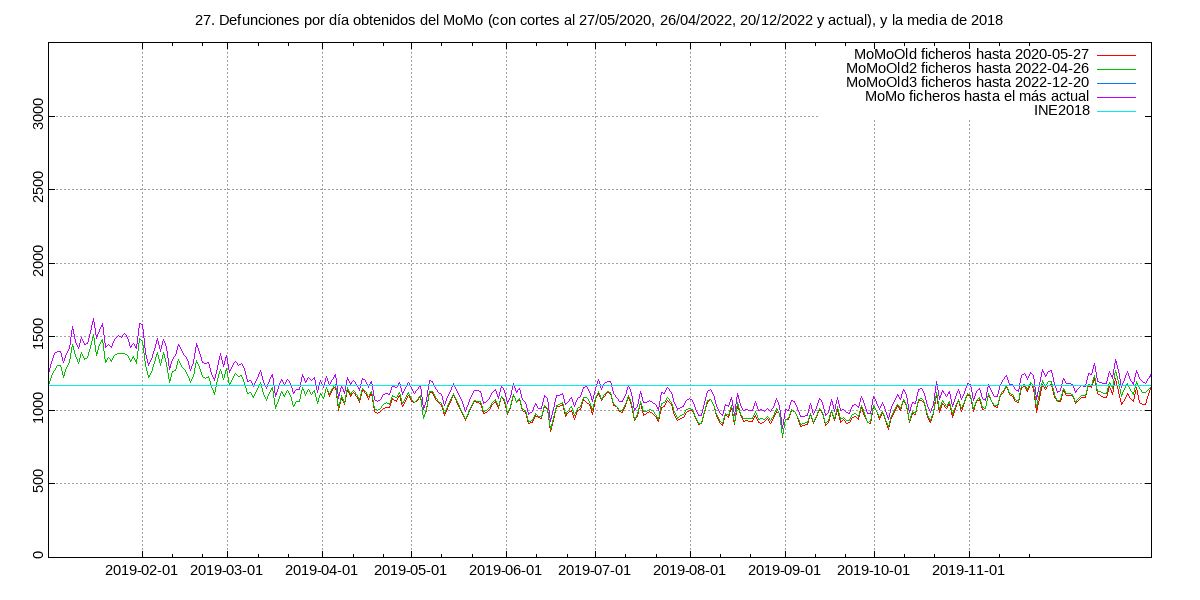 27. Defunciones por día obtenidos del MoMo (con cortes al 27/05/2020, 26/04/2022, 20/12/2022 y actual), y la media de 2018
MoMoOld ficheros hasta 2020-05-27
MoMoOld2 ficheros hasta 2022-04-26
MoMoOld3 ficheros hasta 2022-12-20
MoMo ficheros hasta el más actual
INE2018
3000
2500
2000
1500
1000
500
0
2019-02-01 2019-03-01 2019-04-01 2019-05-01 2019-06-01 2019-07-01 2019-08-01 2019-09-01 2019-10-01 2019-11-01